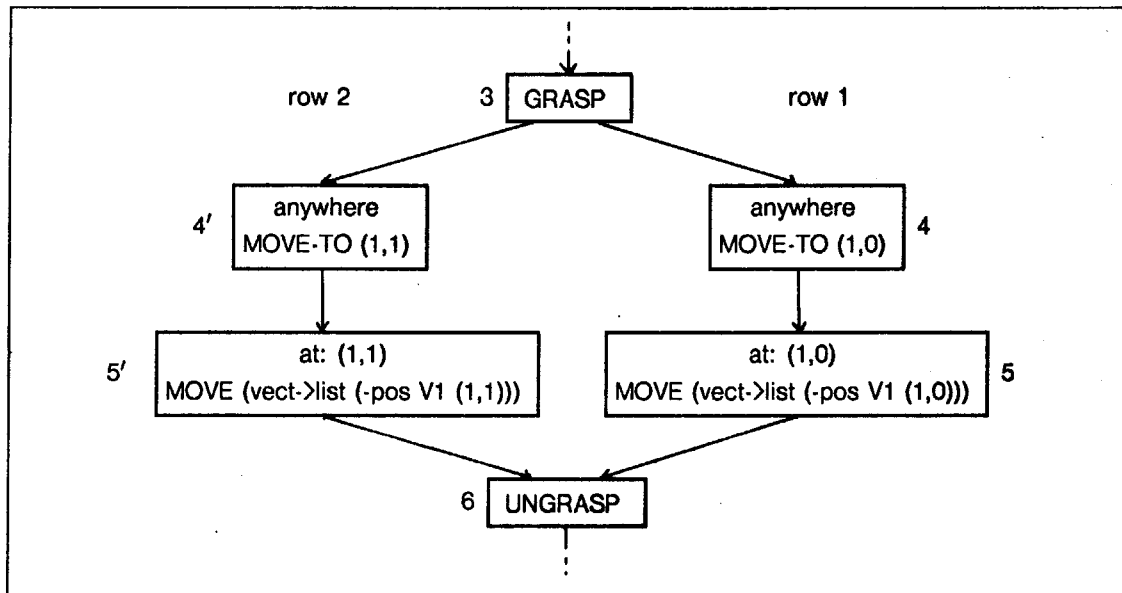 row 2
3
GRASP
row 1
4'
anywhere
MOVE-TO (1,1)
anywhere
MOVE-TO (1,0)
4
5'
at: (1,1)
MOVE (vect->list (-pos V1 (1,1)))
at: (1,0)
MOVE (vect->list (-pos V1 (1,0)))
5
6
UNGRASP